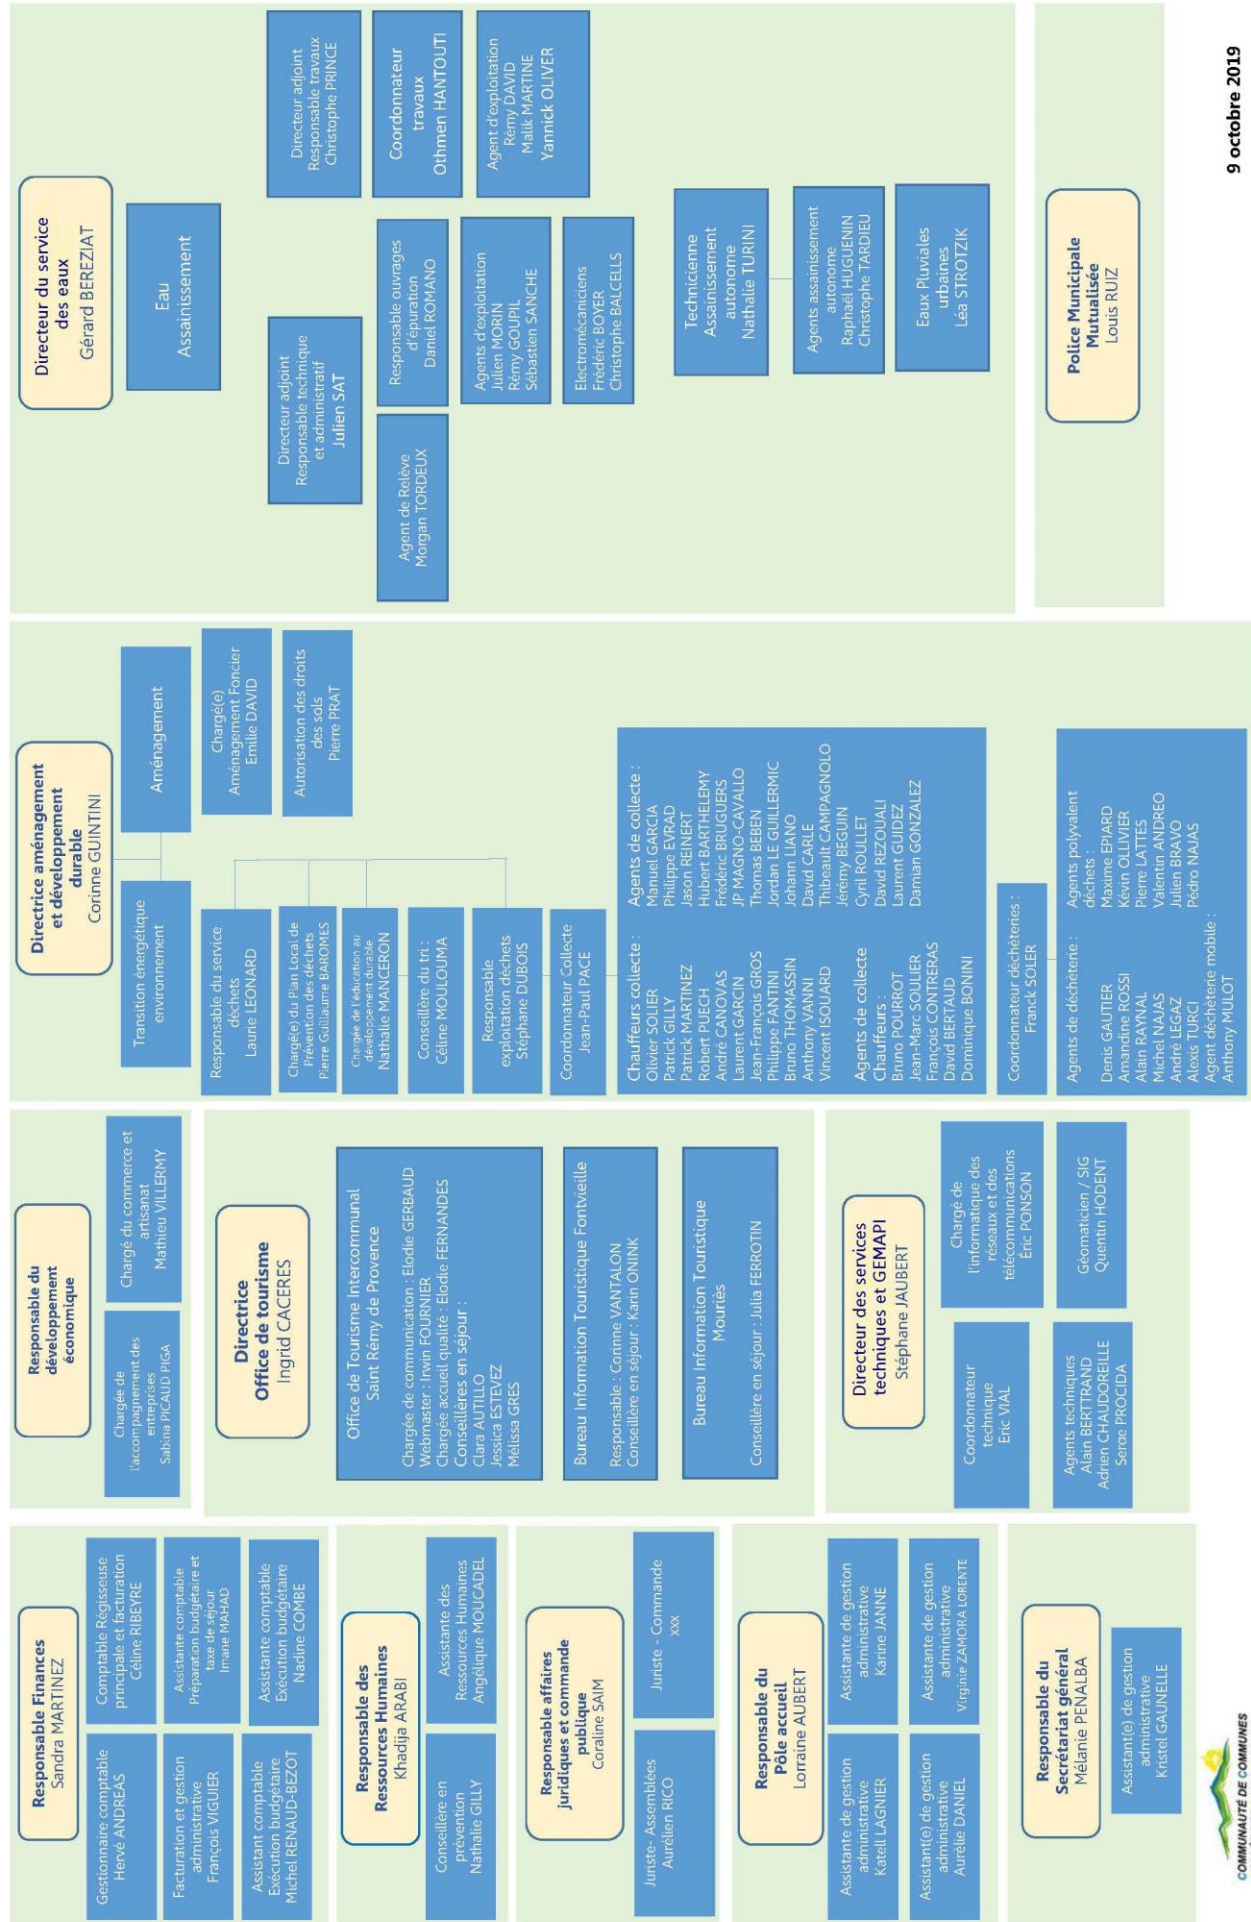 Responsable Finances
Sandra MARTINEZ
Gestionnaire comptable
Hervé ANDREAS
Comptable Régisseuse
principale et facturation
Céline RIBEYRE
Facturation et gestion
administrative
François VIGUIER
Assistante comptable
Préparation budgétaire et
taxe de séjour
Imane MAHAD
Assistant comptable
Exécution budgétaire
Michel RENAUD-BEZOT
Assistante comptable
Exécution budgétaire
Nadine COMBE
Responsable des
Ressources Humaines
Khadija ARABI
Conseillère en
prévention
Nathalie GILLY
Assistante des
Ressources Humaines
Angélique MOUCADEL
Responsable affaires
juridiques et commande
publique
Coraline SAIM
Juriste- Assemblées
Aurélien RICO
Juriste - Commande
xxx
Responsable du
Pôle accueil
Lorraine AUBERT
Assistante de gestion
administrative
Katell LAGNIER
Assistante de gestion
administrative
Karine JANNE
Assistant(e) de gestion
administrative
Aurélie DANIEL
Assistante de gestion
administrative
Virginie ZAMORA LORENTE
Responsable du
Secrétariat général
Mélanie PENALBA
Assistant(e) de gestion
administrative
Kristel GAUNELLE
COMMUNAUTÉ DE COMMUNES
Responsable du
développement
économique
Chargée de
l'accompagnement des
entreprises
Sabina PICAUD PIGA
Chargé du commerce et
artisanat
Mathieu VILLERMY
Directrice
Office de tourisme
Ingrid CACERES
Office de Tourisme Intercommunal
Saint Rémy de Provence
Chargée de communication : Elodie GERBAUD
Webmaster : Irwin FOURNIER
Chargée accueil qualité : Elodie FERNANDES
Conseillères en séjour :
Clara AUTILLO
Jessica ESTEVEZ
Mélissa GRES
Bureau Information Touristique Fontvieille
Responsable : Corinne VANTALON
Conseillère en séjour : Karin ONINK
Bureau Information Touristique
Mouriès
Conseillère en séjour : Julia FERROTIN
Directeur des services
techniques et GEMAPI
Stéphane JAUBERT
Coordonnateur
technique
Eric VIAL
Chargé de
l'informatique des
réseaux et des
télécommunications
Éric PONSON
Agents techniques
Alain BERTTRAND
Adrien CHAUDOREILLE
Serge PROCIDA
Géomaticien / SIG
Quentin HODENT
Directrice aménagement
et développement
durable
Corinne GUINTINI
Transition énergétique
environnement
Aménagement
Responsable du service
déchets
Laurie LEONARD
Chargé(e)
Aménagement Foncier
Emilie DAVID
Chargé(e) du Plan Local de
Prévention des déchets
Pierre Guillaume BAROMES
Autorisation des droits
des sols
Pierre PRAT
Chargée de l'éducation au
développement durable
Nathalie MANCERON
Conseillère du tri :
Céline MOULOUMA
Responsable
exploitation déchets
Stéphane DUBOIS
Coordonnateur Collecte
Jean-Paul PACE
Chauffeurs collecte :
Olivier SOLIER
Patrick GILLY
Patrick MARTINEZ
Robert PUECH
André CANOVAS
Laurent GARCIN
Jean-François GROS
Philippe FANTINI
Bruno THOMASSIN
Anthony VANNI
Vincent ISOUARD
Agents de collecte
Chauffeurs :
Bruno POURROT
Jean-Marc SOULIER
François CONTRERAS
David BERTAUD
Dominique BONINI
Agents de collecte :
Manuel GARCIA
Philippe EVRAD
Jason REINERT
Hubert BARTHELEMY
Frédéric BRUGUERS
JP MAGNO-CAVALLO
Thomas BEBEN
Jordan LE GUILLERMIC
Johann LIANO
David CARLE
Thibeault CAMPAGNOLO
Jérémy BEGUIN
Cyril ROULLET
David REZOUALI
Laurent GUIDEZ
Damian GONZALEZ
Coordonnateur déchèteries :
Franck SOLER
Agents de déchèterie :
Denis GAUTIER
Amandine ROSSI
Alain RAYNAL
Michel NAJAS
André LEGAZ
Alexis TURCI
Agent déchèterie mobile :
Anthony MULOT
Agents polyvalent
déchets :
Maxime EPIARD
Kévin OLLIVIER
Pierre LATTES
Valentin ANDREO
Julien BRAVO
Pédro NAJAS
Directeur du service
des eaux
Gérard BEREZIAT
Eau
Assainissement
Directeur adjoint
Responsable technique
et administratif
Julien SAT
Directeur adjoint
Responsable travaux
Christophe PRINCE
Agent de Relève
Morgan TORDEUX
Responsable ouvrages
d'épuration
Daniel ROMANO
Coordonnateur
travaux
Othmen HANTOUTI
Agents d'exploitation
Julien MORIN
Rémy GOUPIL
Sébastien SANCHE
Agent d'exploitation
Rémy DAVID
Malik MARTINE
Yannick OLIVER
Electromécaniciens
Frédéric BOYER
Christophe BALCELLS
Technicienne
Assainissement
autonome
Nathalie TURINI
Agents assainissement
autonome
Raphaël HUGUENIN
Christophe TARDIEU
Eaux Pluviales
urbaines
Léa STROTZIK
Police Municipale
Mutualisée
Louis RUIZ
9 octobre 2019